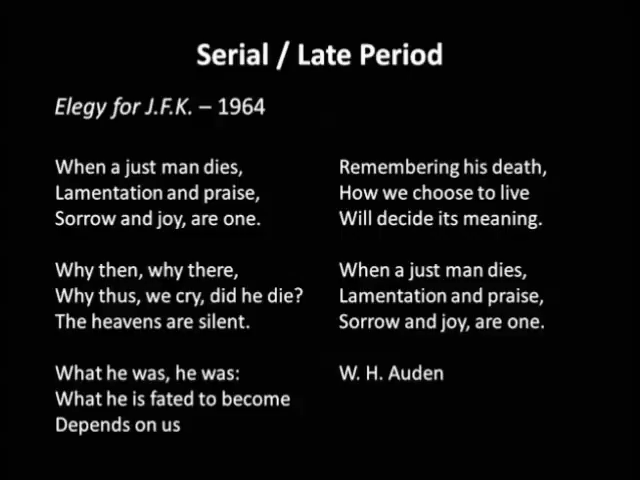 Serial / Late Period
Elegy for J.F.K. – 1964
When a just man dies,
Lamentation and praise,
Sorrow and joy, are one.
Why then, why there,
Why thus, we cry, did he die?
The heavens are silent.
What he was, he was:
What he is fated to become
Depends on us
Remembering his death,
How we choose to live
Will decide its meaning.
When a just man dies,
Lamentation and praise,
Sorrow and joy, are one.
W. H. Auden